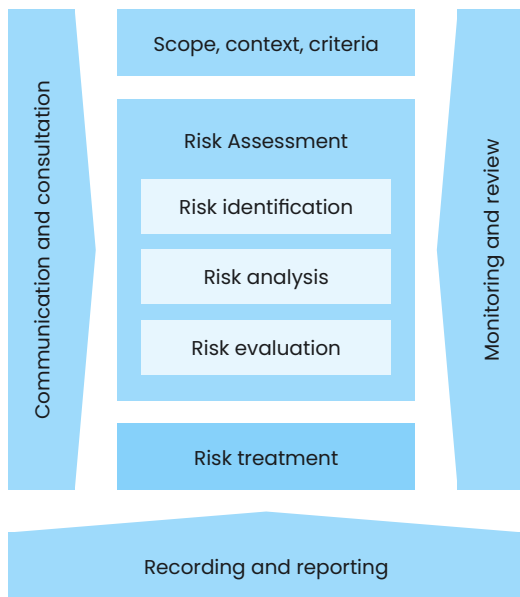 Scope, context, criteria
Communication and consultation
Risk Assessment
Risk identification
Risk analysis
Risk evaluation
Monitoring and review
Risk treatment
Recording and reporting